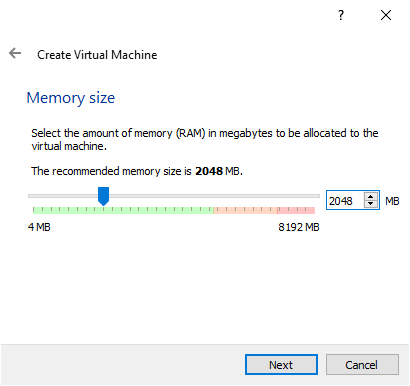 ?
Create Virtual Machine
Memory size
Select the amount of memory (RAM) in megabytes to be allocated to the
virtual machine.
The recommended memory size is 2048 MB.
2048 MB
4 MB 8192 MB
Next Cancel